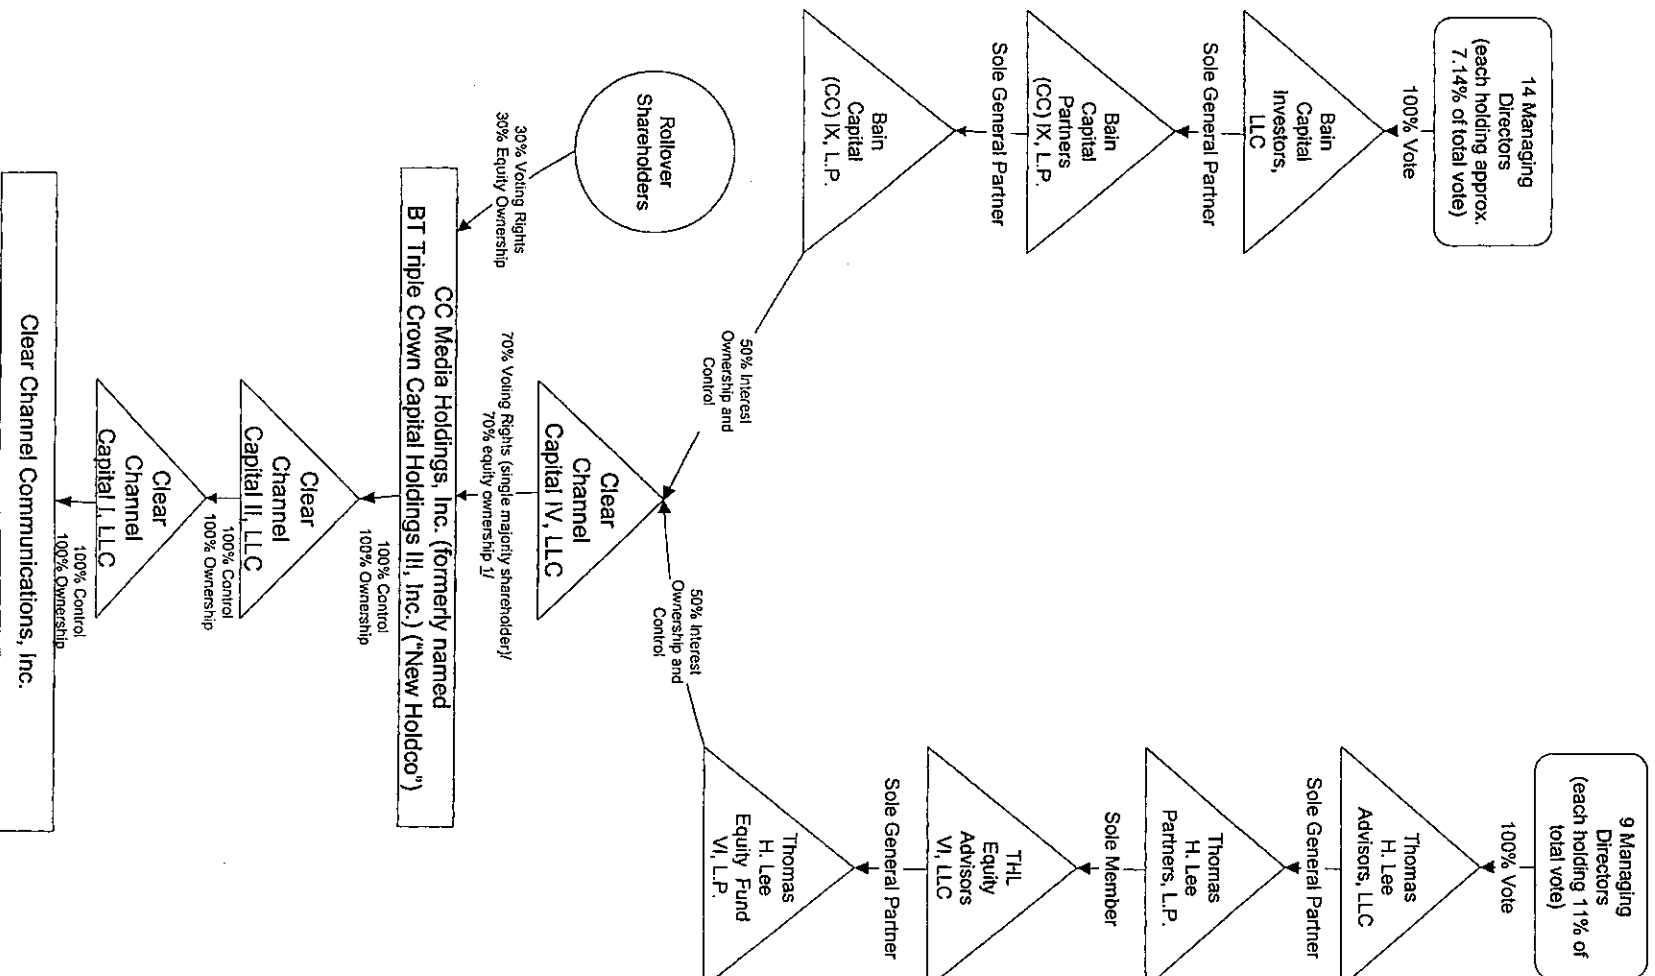 14 Managing
Directors
(each holding approx.
7.14% of total vote)
100% Vote
Bain
Capital
Investors,
LLC
Sole General Partner
Bain
Capital
Partners
(CC) IX, L.P.
Sole General Partner
Bain
Capital
(CC) IX, L.P.
50% Interest
Ownership and
Control
9 Managing
Directors
(each holding 11% of
total vote)
100% Vote
Thomas
H. Lee
Advisors, LLC
Sole General Partner
Thomas
H. Lee
Partners, L.P.
Sole Member
THL
Equity
Advisors
VI, LLC
Sole General Partner
Thomas
H. Lee
Equity Fund
VI, L.P.
50% Interest
Ownership and
Control
Rollover
Shareholders
30% Voting Rights
30% Equity Ownership
Clear
Channel
Capital IV, LLC
70% Voting Rights (single majority shareholder)/
70% equity ownership 1/
CC Media Holdings, Inc. (formerly named
BT Triple Crown Capital Holdings III, Inc.) ("New Holdco")
100% Control
100% Ownership
Clear
Channel
Capital II, LLC
100% Control
100% Ownership
Clear
Channel
Capital I, LLC
100% Control
100% Ownership
Clear Channel Communications, Inc.